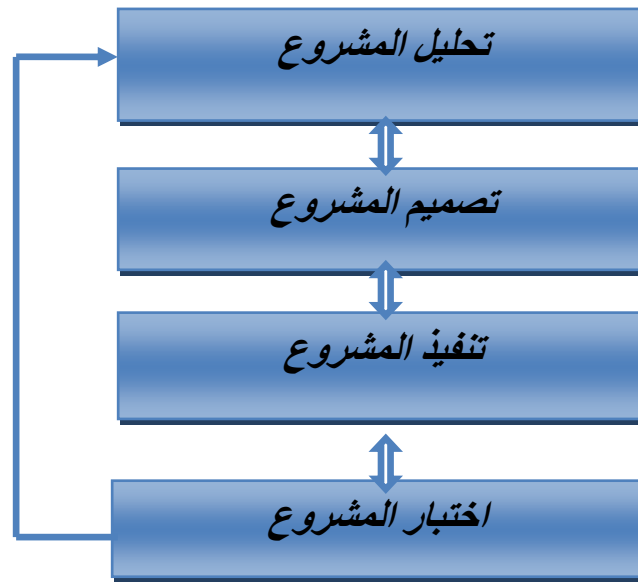 تحليل المشروع
تصميم المشروع
تنفيذ المشروع
اختبار المشروع